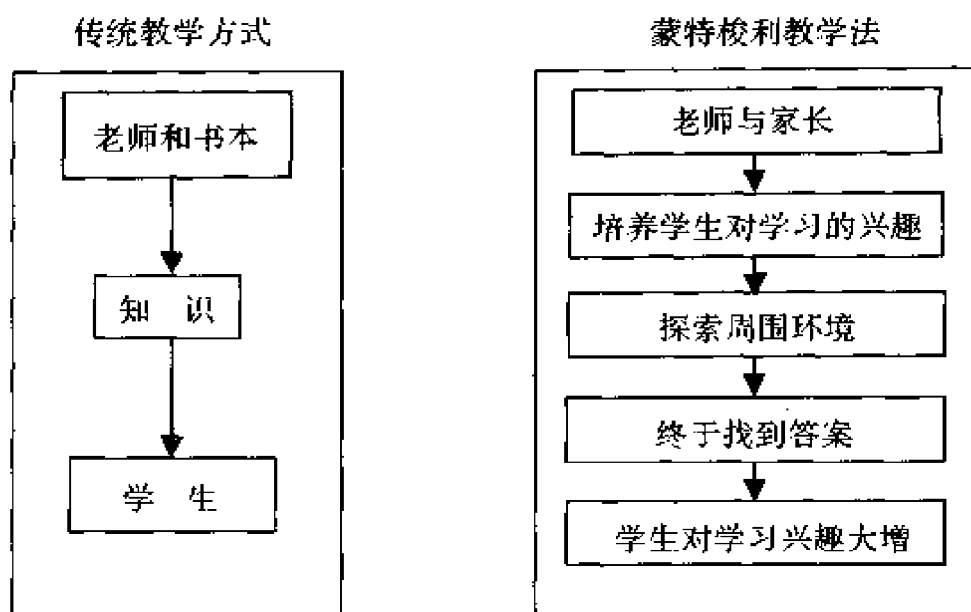 传统教学方式
老师和书本
知 识
学 生
蒙特梭利教学法
老师与家长
培养学生对学习的兴趣
探索周围环境
终于找到答案
学生对学习兴趣大增